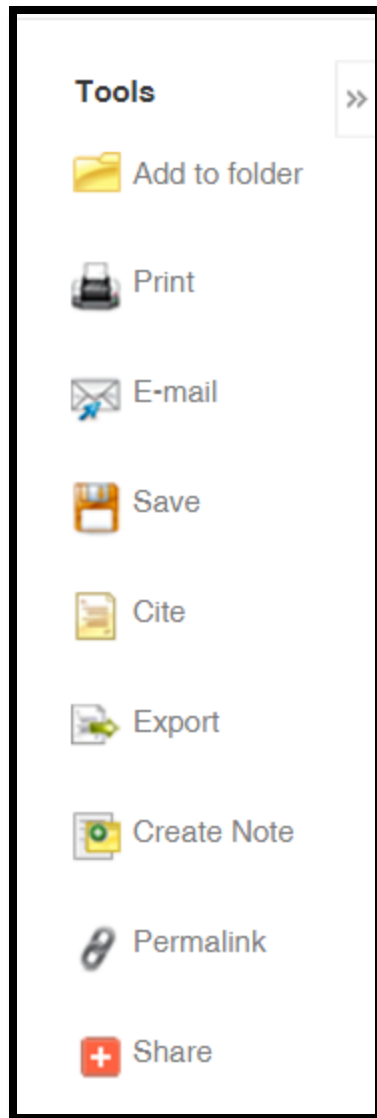 Tools
Add to folder
Print
E-mail
Save
Cite
Export
Create Note
Permalink
Share